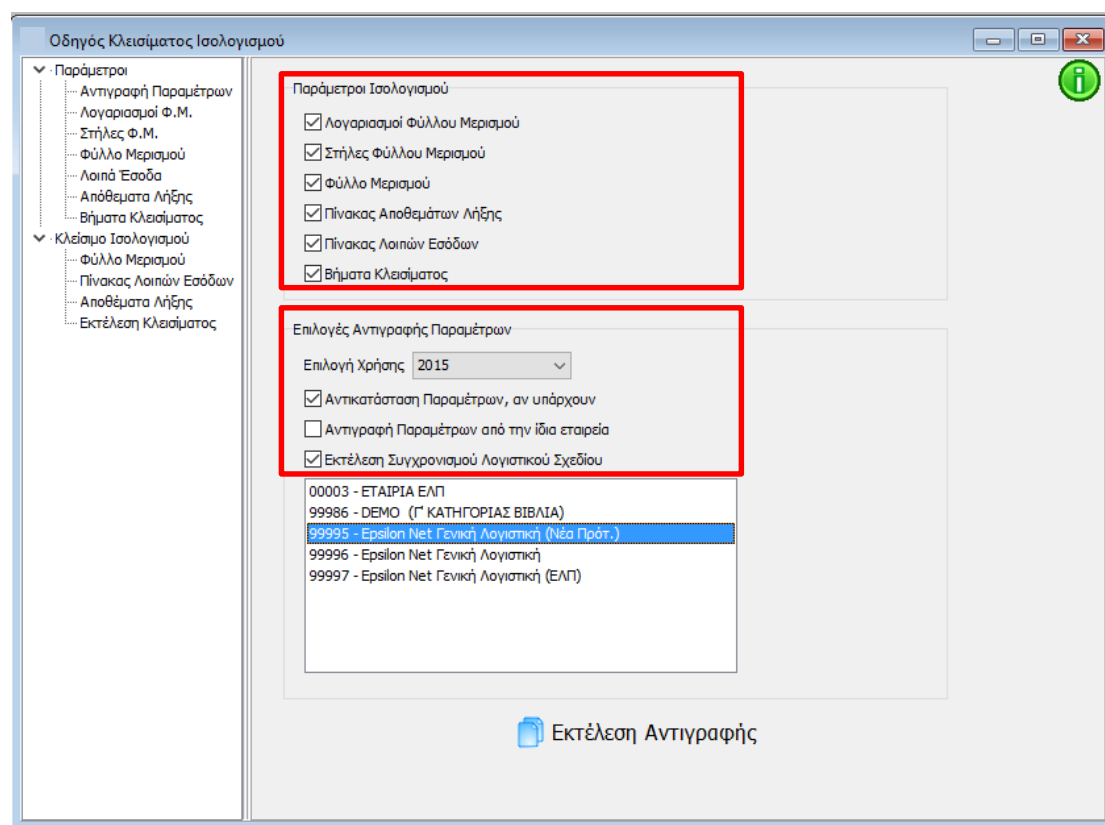 Οδηγός Κλεισίματος Ισολογισμού
Παράμετροι
Αντιγραφή Παραμέτρων
Λογαριασμοί Φ.Μ.
Στήλες Φ.Μ.
Φύλλο Μερισμού
Λοιπά Έσοδα
Απόθεματα Λήξης
Βήματα Κλεισίματος
Κλείσιμο Ισολογισμού
Φύλλο Μερισμού
Πίνακας Λοιπών Εσόδων
Αποθέματα Λήξης
Εκτέλεση Κλεισίματος
Παράμετροι Ισολογισμού
Λογαριασμοί Φύλλου Μερισμού
Στήλες Φύλλου Μερισμού
Φύλλο Μερισμού
Πίνακας Αποθεμάτων Λήξης
Πίνακας Λοιπών Εσόδων
Βήματα Κλεισίματος
Επιλογές Αντιγραφής Παραμέτρων
Επιλογή Χρήσης 2015
Αντικατάσταση Παραμέτρων, αν υπάρχουν
Αντιγραφή Παραμέτρων από την ίδια εταιρεία
Εκτέλεση Συγχρονισμού Λογιστικού Σχεδίου
00003 - ΕΤΑΙΡΙΑ ΕΛΠ
99986 - DEMO (Γ' ΚΑΤΗΓΟΡΙΑΣ ΒΙΒΛΙΑ)
99995 - Epsilon Net Γενική Λογιστική (Νέα Πρότ.)
99996 - Epsilon Net Γενική Λογιστική
99997 - Epsilon Net Γενική Λογιστική (ΕΛΠ)
Εκτέλεση Αντιγραφής